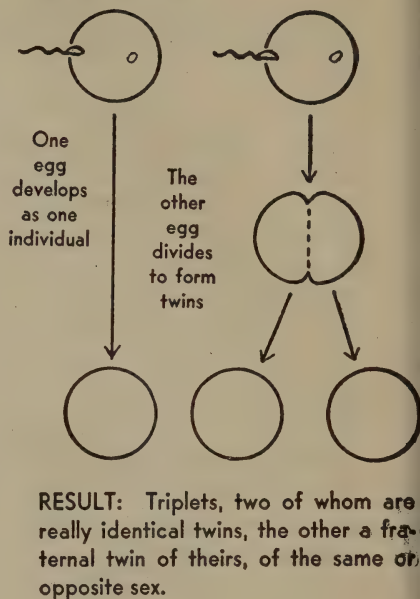 One
egg
develops
as one
individual
The
other
egg
divides
to form
twins
RESULT: Triplets, two of whom are
really identical twins, the other a fra-
ternal twin of theirs, of the same or
opposite sex.